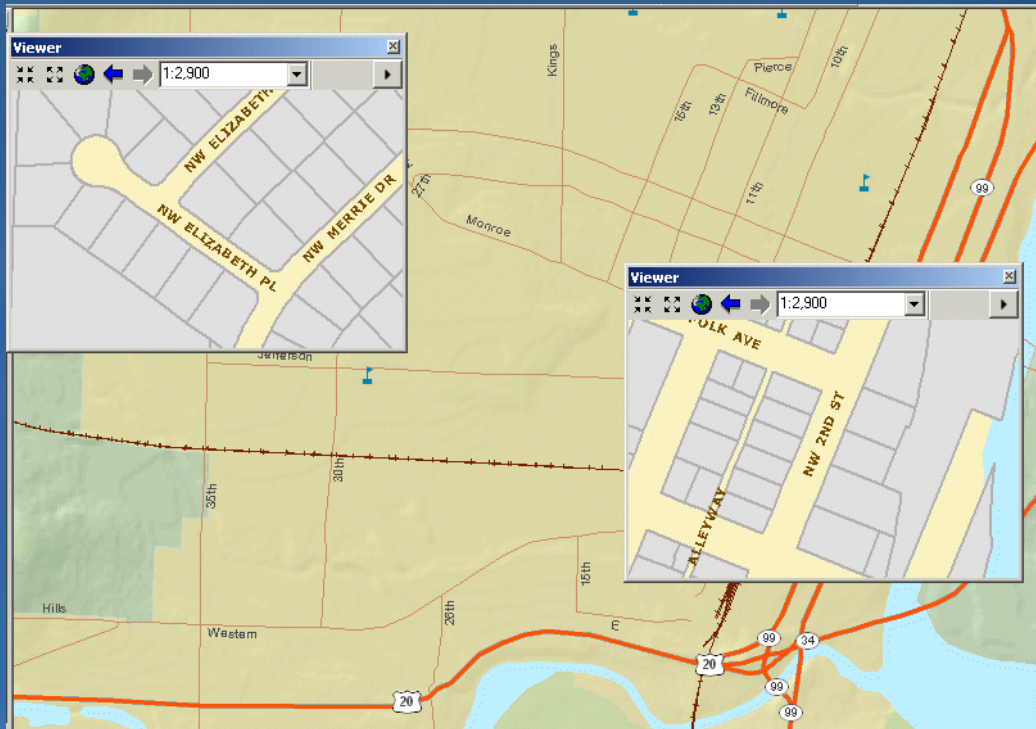 Viewer
1:2,900
NW ELIZABETH
NW ELIZABETH PL
NW MERRIE DR
Kings
Pierce
10th
15th
13th
Fillmore
11th
99
27th
Monroe
Viewer
1:2,900
POLK AVE
NW 2ND ST
ALLEYWAY
Jefferson
30th
35th
15th
26th
Hills
Western
E
99
34
20
99
20
99